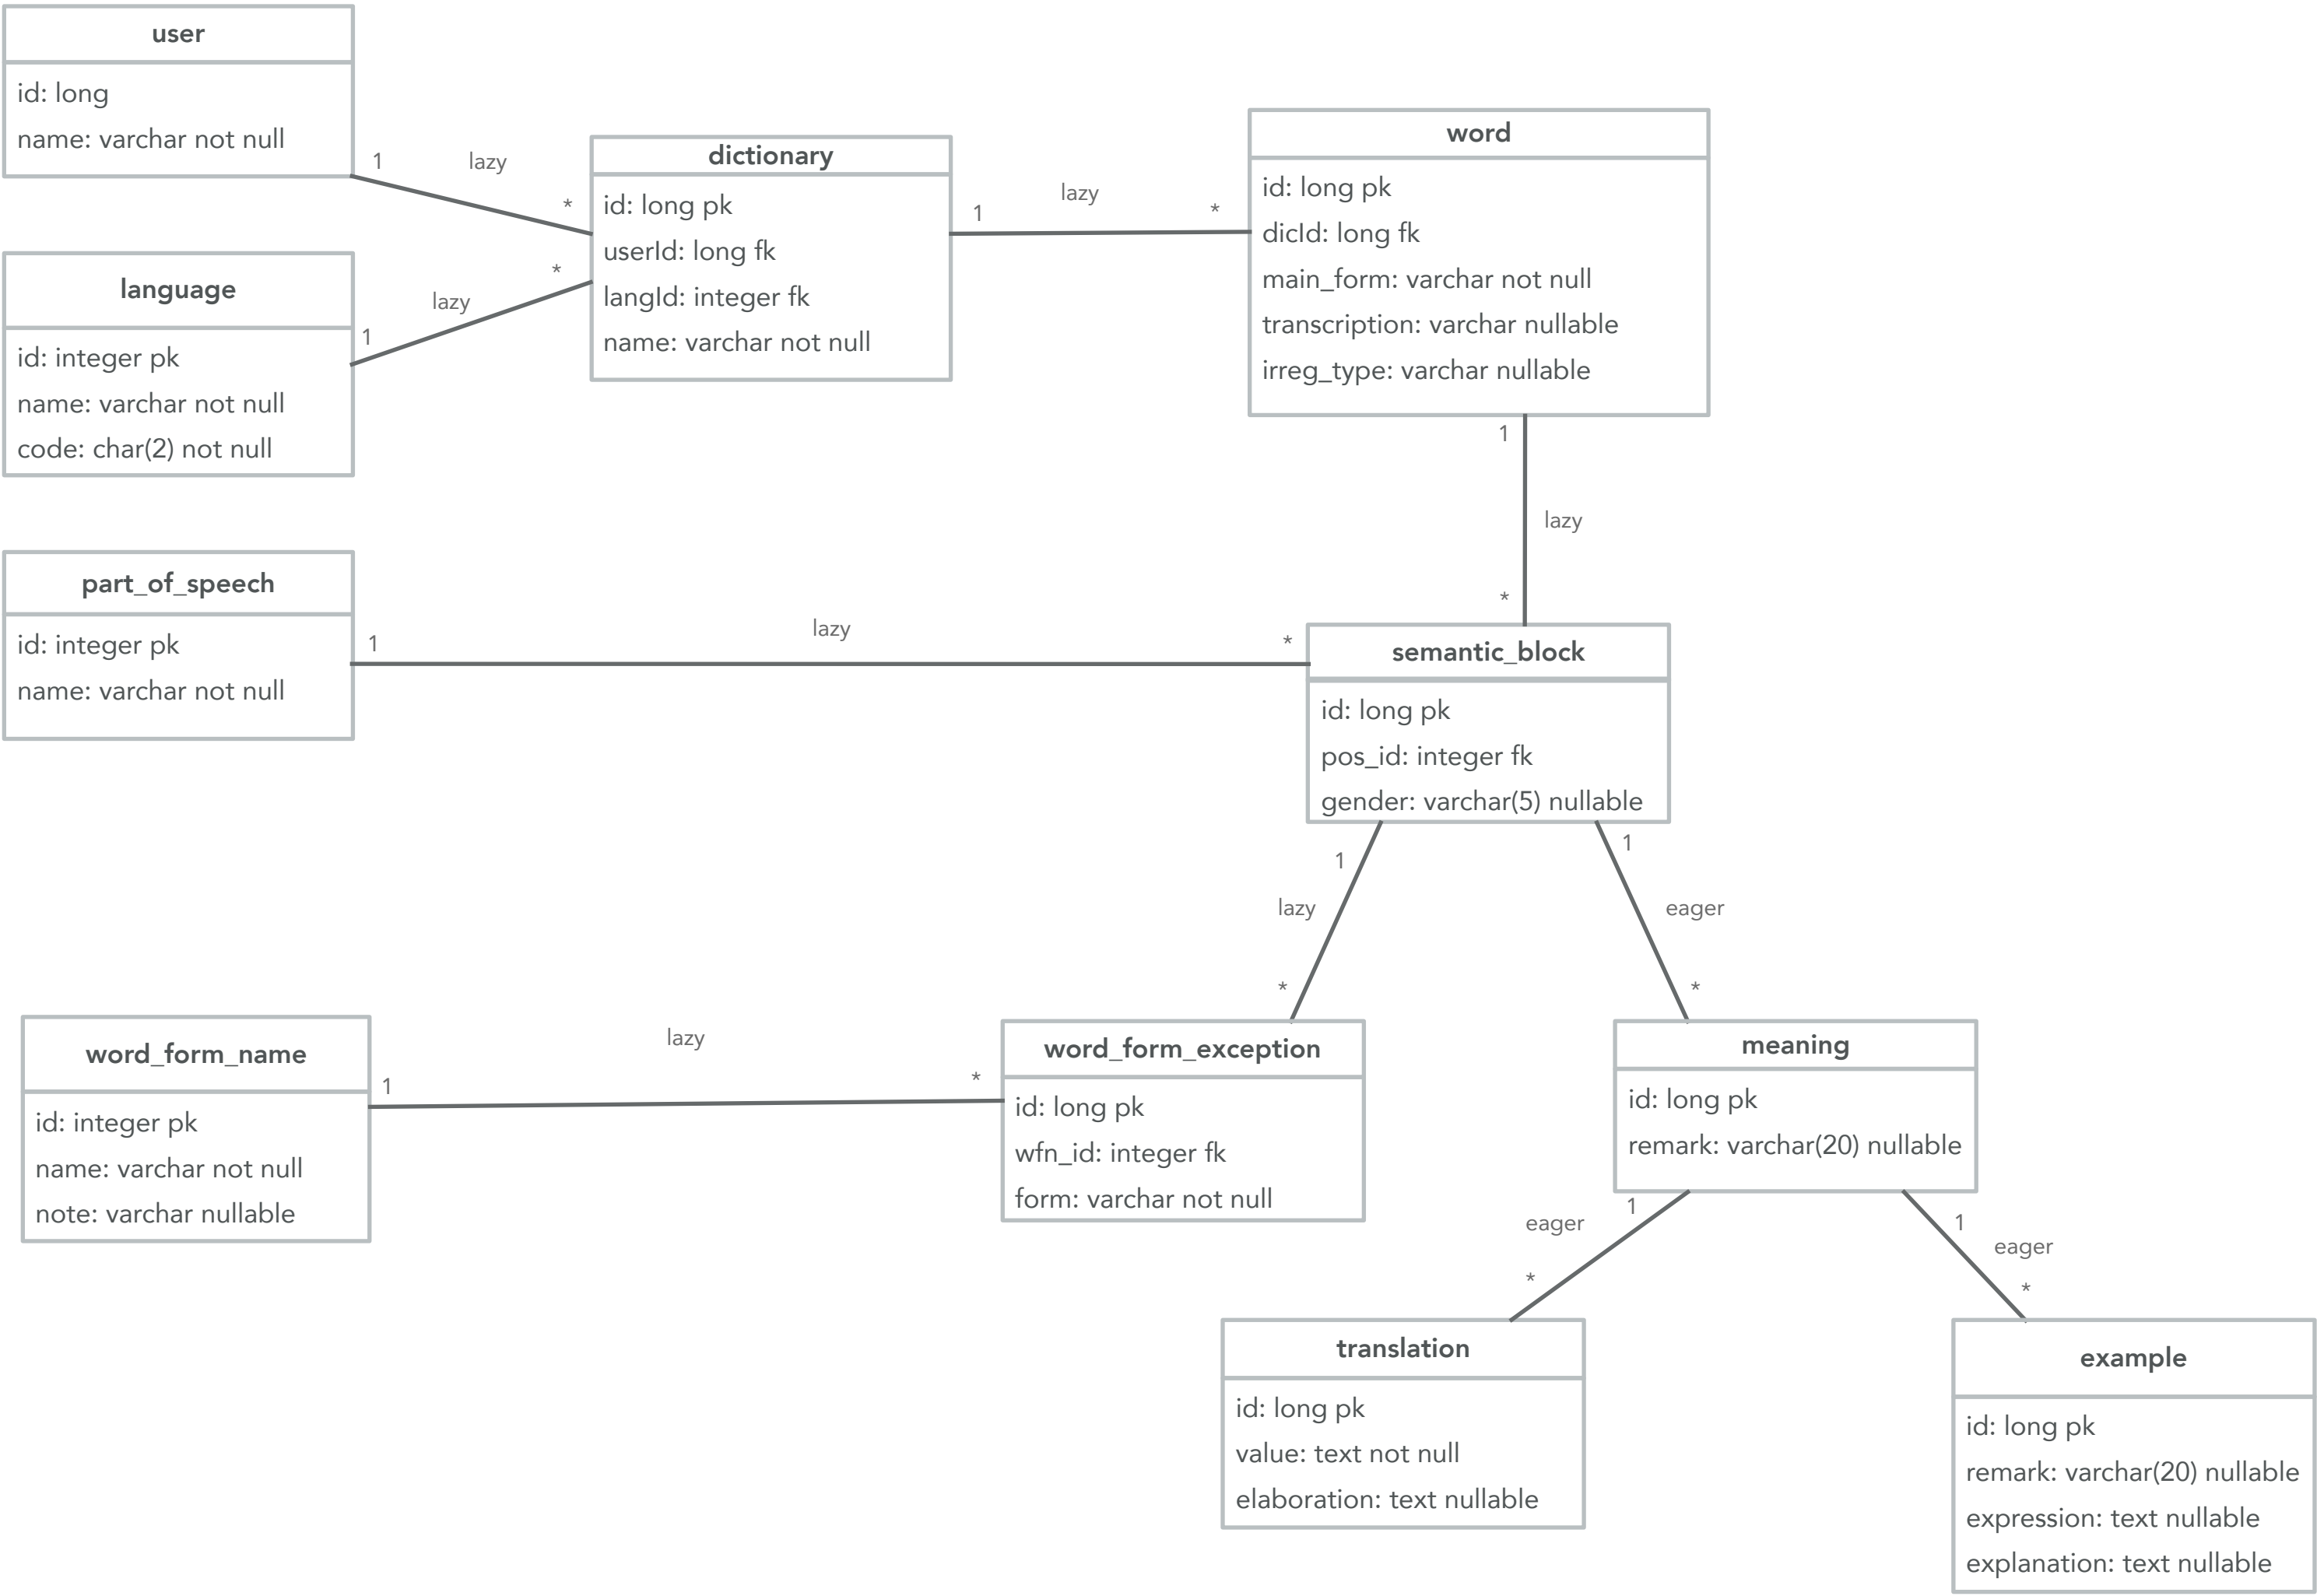 user
id: long
name: varchar not null
1
lazy
*
language
id: integer pk
name: varchar not null
code: char(2) not null
1
lazy
*
dictionary
id: long pk
userId: long fk
langId: integer fk
name: varchar not null
1
lazy
*
word
id: long pk
dicId: long fk
main_form: varchar not null
transcription: varchar nullable
irreg_type: varchar nullable
1
lazy
*
part_of_speech
id: integer pk
name: varchar not null
1
lazy
*
semantic_block
id: long pk
pos_id: integer fk
gender: varchar(5) nullable
1
lazy
*
1
eager
*
word_form_name
id: integer pk
name: varchar not null
note: varchar nullable
1
lazy
*
word_form_exception
id: long pk
wfn_id: integer fk
form: varchar not null
meaning
id: long pk
remark: varchar(20) nullable
1
eager
*
1
eager
*
translation
id: long pk
value: text not null
elaboration: text nullable
example
id: long pk
remark: varchar(20) nullable
expression: text nullable
explanation: text nullable